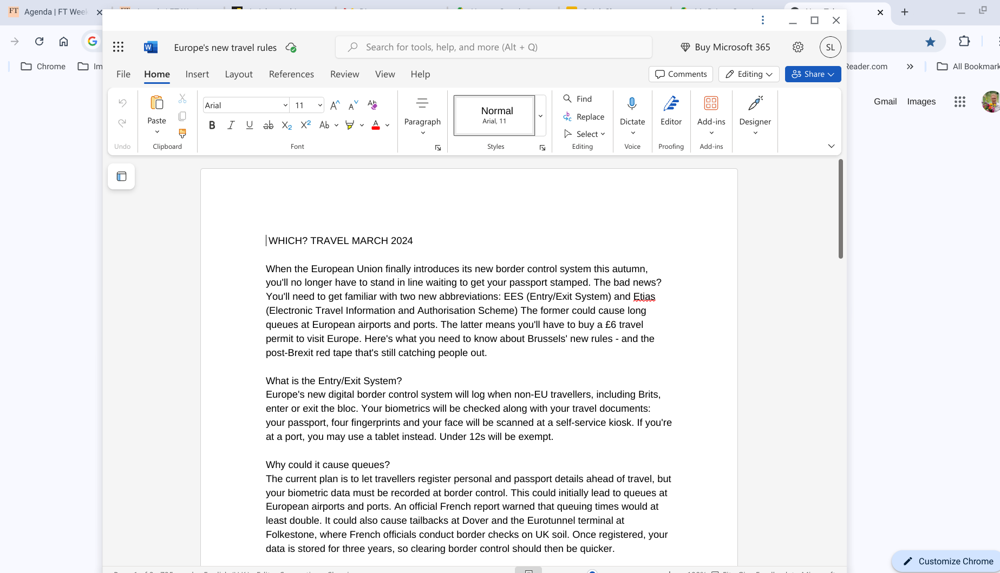 FT Agenda | FT Week
Europe's new travel rules
Search for tools, help, and more (Alt + Q)
Buy Microsoft 365
SL
Reader.com
All Bookmark
Chrome
Im
File Home Insert Layout References Review View Help
Comments Editing Share
Gmail Images
Undo
Paste
Clipboard
Arial 11
Font
Paragraph
Normal
Arial, 11
Styles
Find
Replace
Select
Editing
Dictate
Voice
Editor
Proofing
Add-ins
Add-ins
Designer
WHICH? TRAVEL MARCH 2024
When the European Union finally introduces its new border control system this autumn,
you'll no longer have to stand in line waiting to get your passport stamped. The bad news?
You'll need to get familiar with two new abbreviations: EES (Entry/Exit System) and Etias
(Electronic Travel Information and Authorisation Scheme) The former could cause long
queues at European airports and ports. The latter means you'll have to buy a £6 travel
permit to visit Europe. Here's what you need to know about Brussels' new rules - and the
post-Brexit red tape that's still catching people out.
What is the Entry/Exit System?
Europe's new digital border control system will log when non-EU travellers, including Brits,
enter or exit the bloc. Your biometrics will be checked along with your travel documents:
your passport, four fingerprints and your face will be scanned at a self-service kiosk. If you're
at a port, you may use a tablet instead. Under 12s will be exempt.
Why could it cause queues?
The current plan is to let travellers register personal and passport details ahead of travel, but
your biometric data must be recorded at border control. This could initially lead to queues at
European airports and ports. An official French report warned that queuing times would at
least double. It could also cause tailbacks at Dover and the Eurotunnel terminal at
Folkestone, where French officials conduct border checks on UK soil. Once registered, your
data is stored for three years, so clearing border control should then be quicker.
Customize Chrome